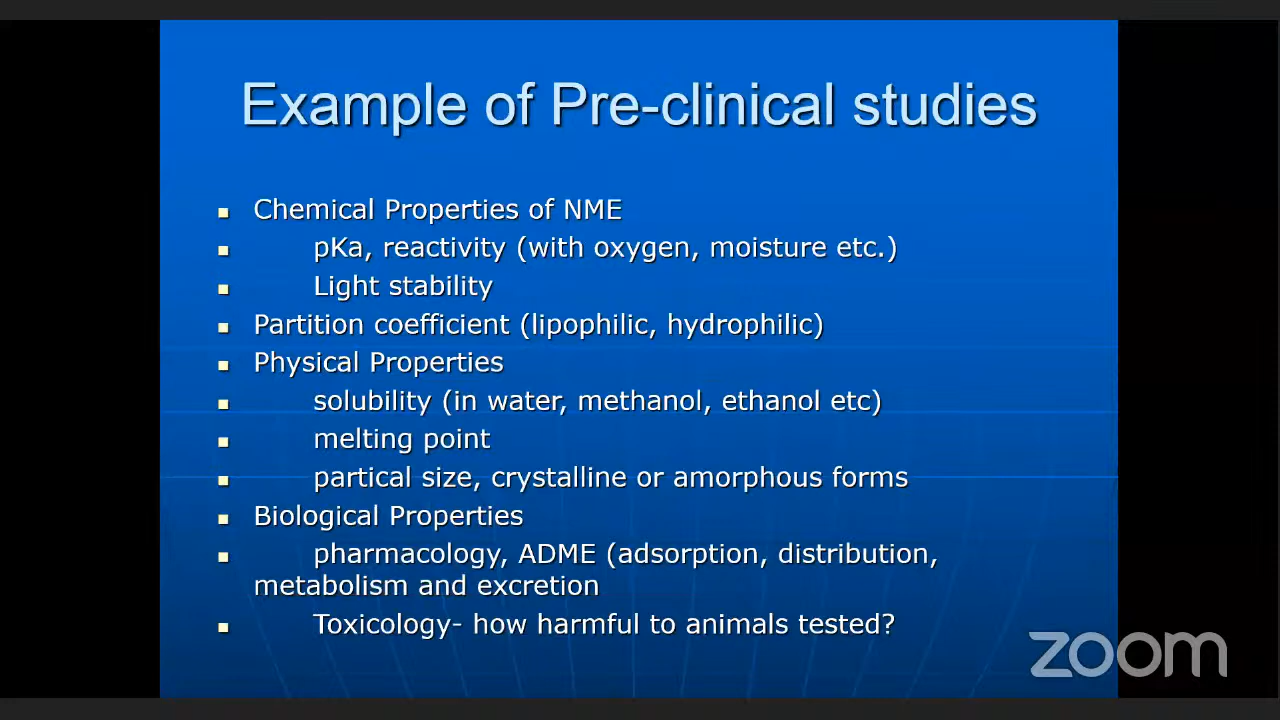 Example of Pre-clinical studies
Chemical Properties of NME
pKa, reactivity (with oxygen, moisture etc.)
Light stability
Partition coefficient (lipophilic, hydrophilic)
Physical Properties
solubility (in water, methanol, ethanol etc)
melting point
partical size, crystalline or amorphous forms
Biological Properties
pharmacology, ADME (adsorption, distribution,
metabolism and excretion
Toxicology- how harmful to animals tested?
zoom